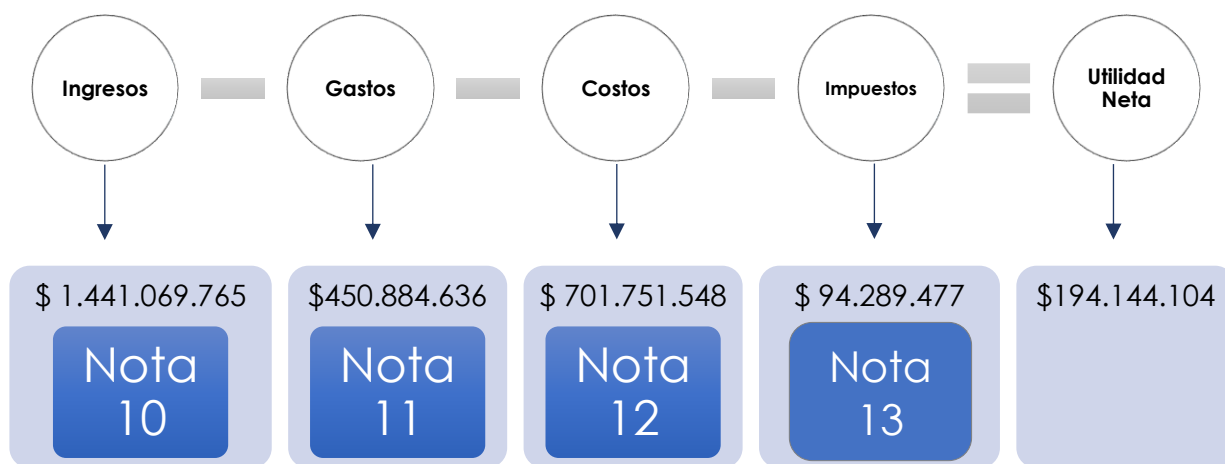 Ingresos
Gastos
Costos
Impuestos
Utilidad
Neta
$ 1.441.069.765
$450.884.636
$ 701.751.548
$ 94.289.477
$194.144.104
Nota
10
Nota
11
Nota
12
Nota
13